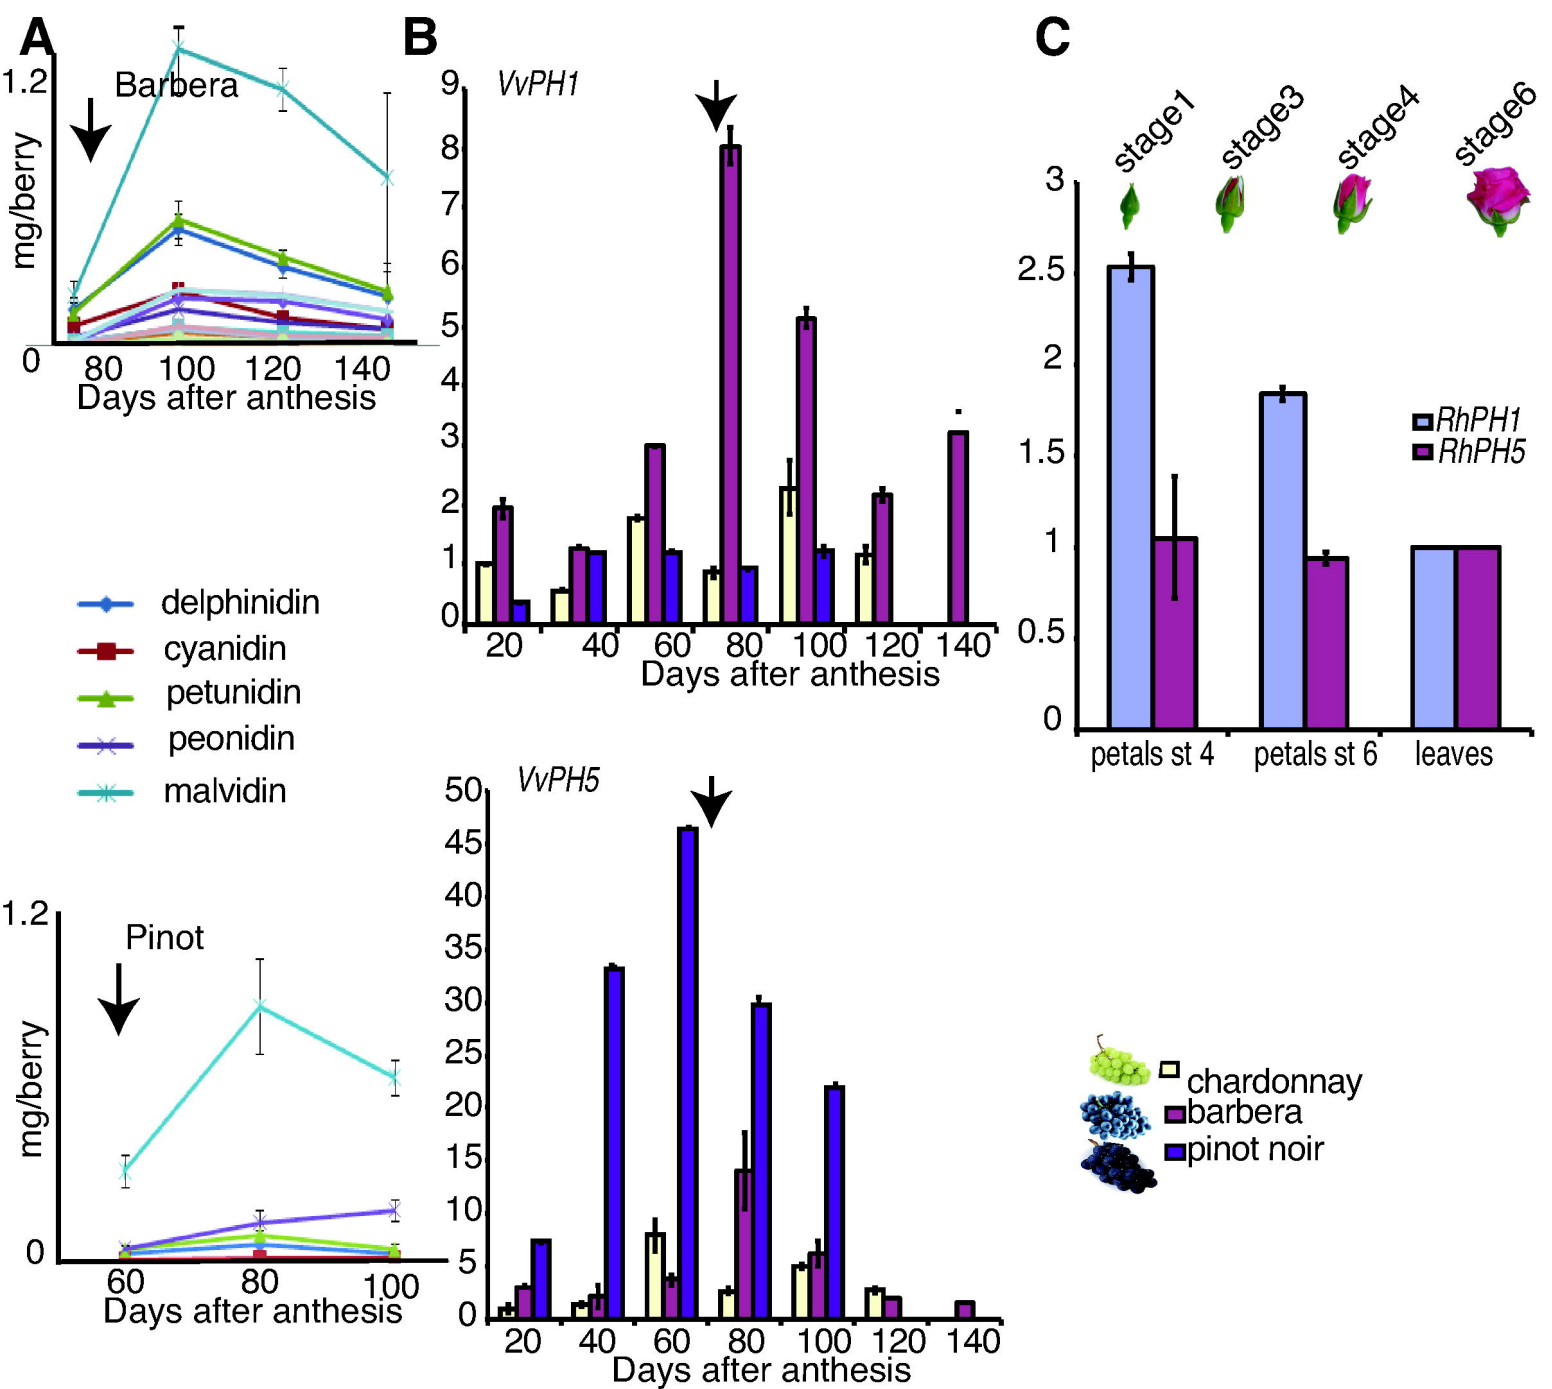 A
1.2
Barbera
mg/berry
0
80 100 120 140
Days after anthesis
delphinidin
cyanidin
petunidin
peonidin
malvidin
1.2
Pinot
mg/berry
0
60 80 100
Days after anthesis
B
VvPH1
9
8
7
6
5
4
3
2
1
0
20 40 60 80 100 120 140
Days after anthesis
VvPH5
50
45
40
35
30
25
20
15
10
5
0
20 40 60 80 100 120 140
Days after anthesis
C
stage1 stage3 stage4 stage6
3
2.5
2
1.5
1
0.5
0
RhPH1
RhPH5
petals st 4 petals st 6 leaves
chardonnay
barbera
pinot noir